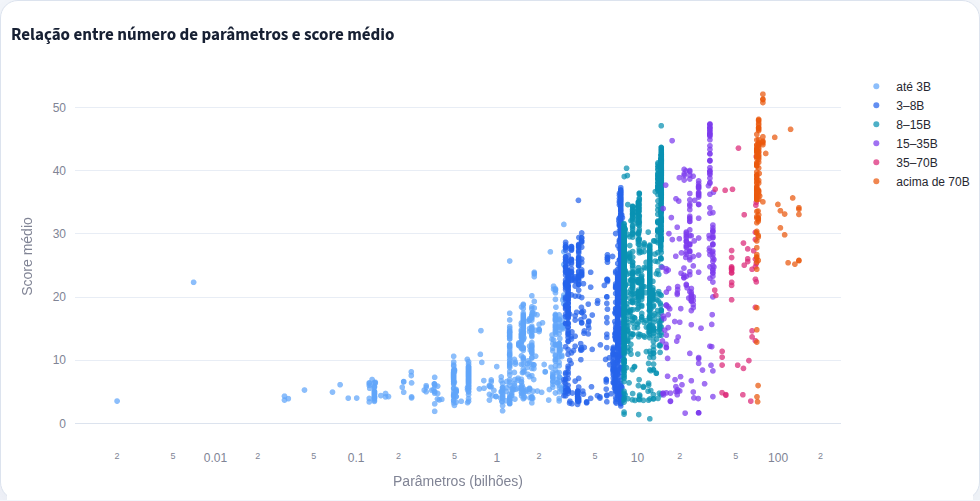 Relação entre número de parâmetros e score médio
até 3B
3–8B
8–15B
15–35B
35–70B
acima de 70B
Score médio
50
40
30
20
10
0
2 5 0.01 2 5 0.1 2 5 1 2 5 10 2 5 100 2
Parâmetros (bilhões)